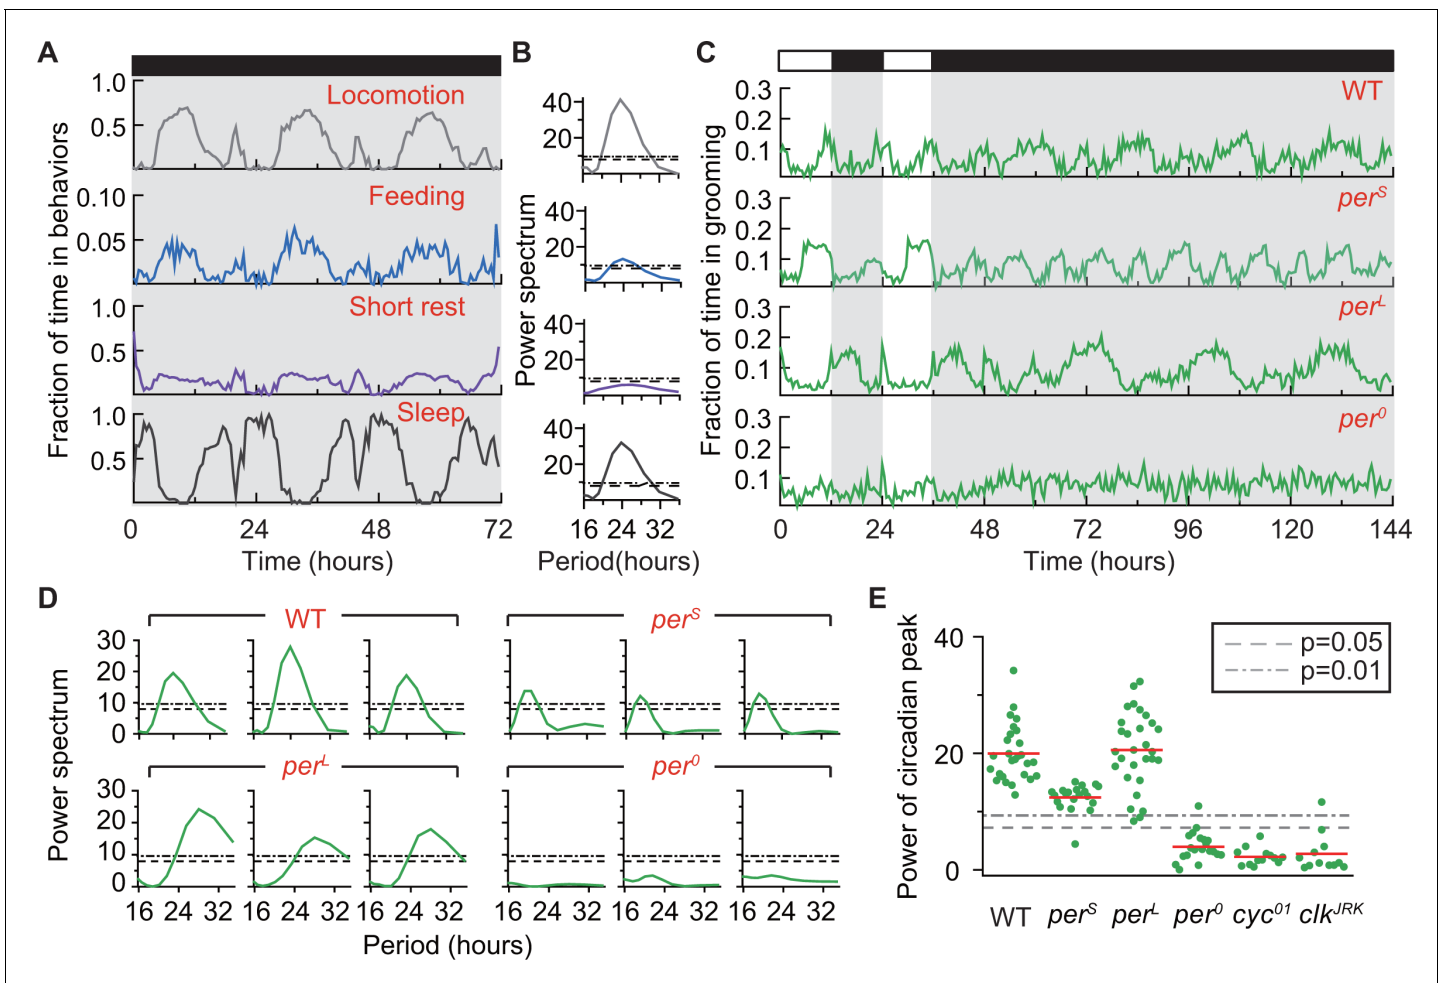 A
B
C
1.0
0.5
0
Locomotion
0.10
0.05
0
Feeding
1.0
0.5
0
Short rest
1.0
0.5
0
Sleep
Fraction of time in behaviors
0 24 48 72
Time (hours)
40
20
40
20
40
20
40
20
Power spectrum
16 24 32
Period(hours)
0.3
0.2
0.1
WT
0.3
0.2
0.1
per^S
0.3
0.2
0.1
per^L
0.3
0.2
0.1
per^0
Fraction of time in grooming
0 24 48 72 96 120 144
Time (hours)
D
WT
per^S
30
20
10
0
Power spectrum
per^L
per^0
30
20
10
0
Power spectrum
16 24 32 16 24 32 16 24 32 16 24 32 16 24 32 16 24 32
Period (hours)
E
p=0.05
p=0.01
40
20
0
Power of circadian peak
WT per^S per^L per^0 cyc^01 clk^JRK